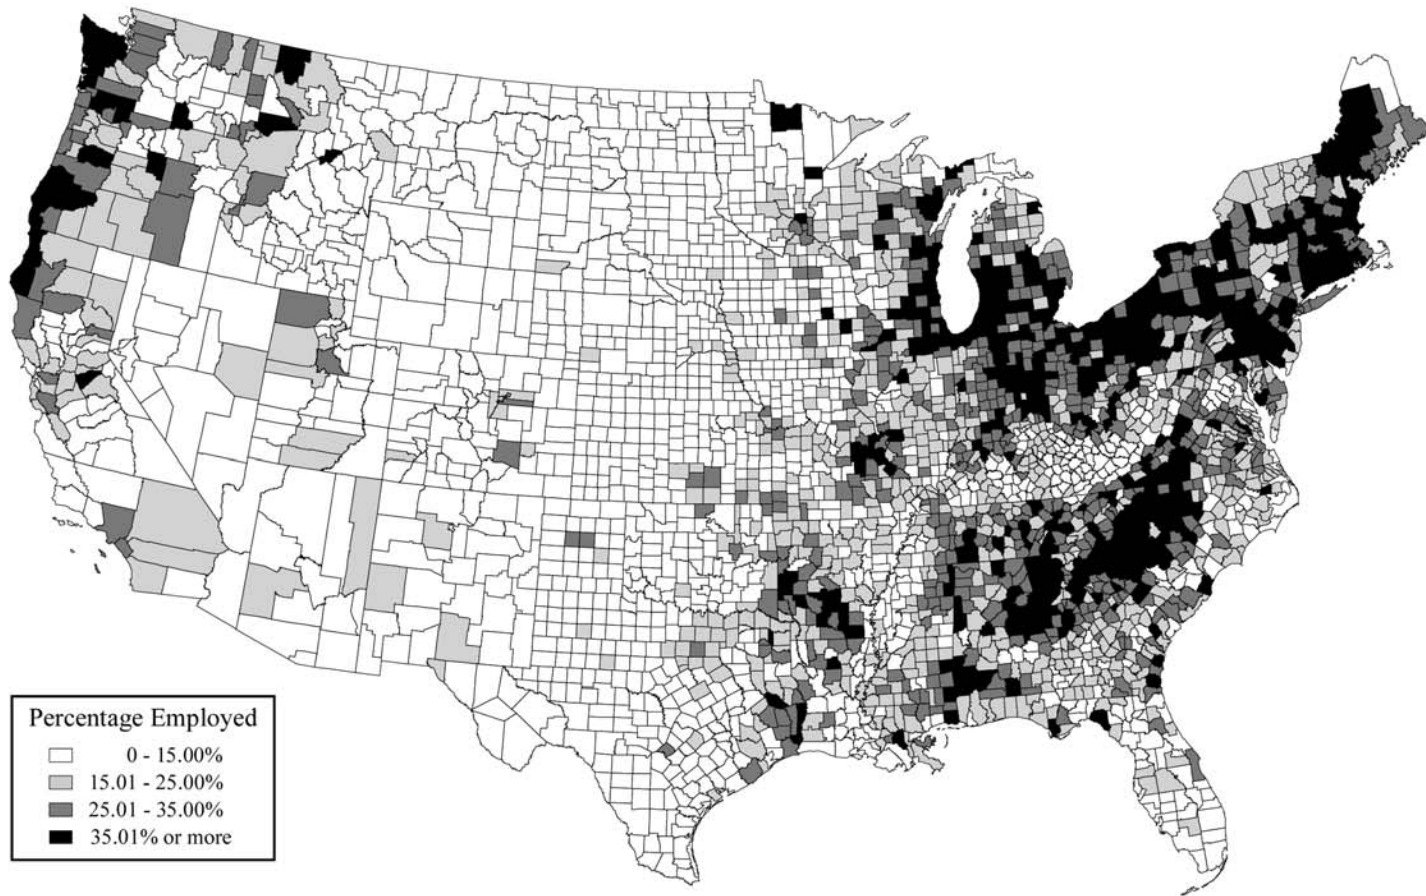 Percentage Employed
0 - 15.00%
15.01 - 25.00%
25.01 - 35.00%
35.01% or more